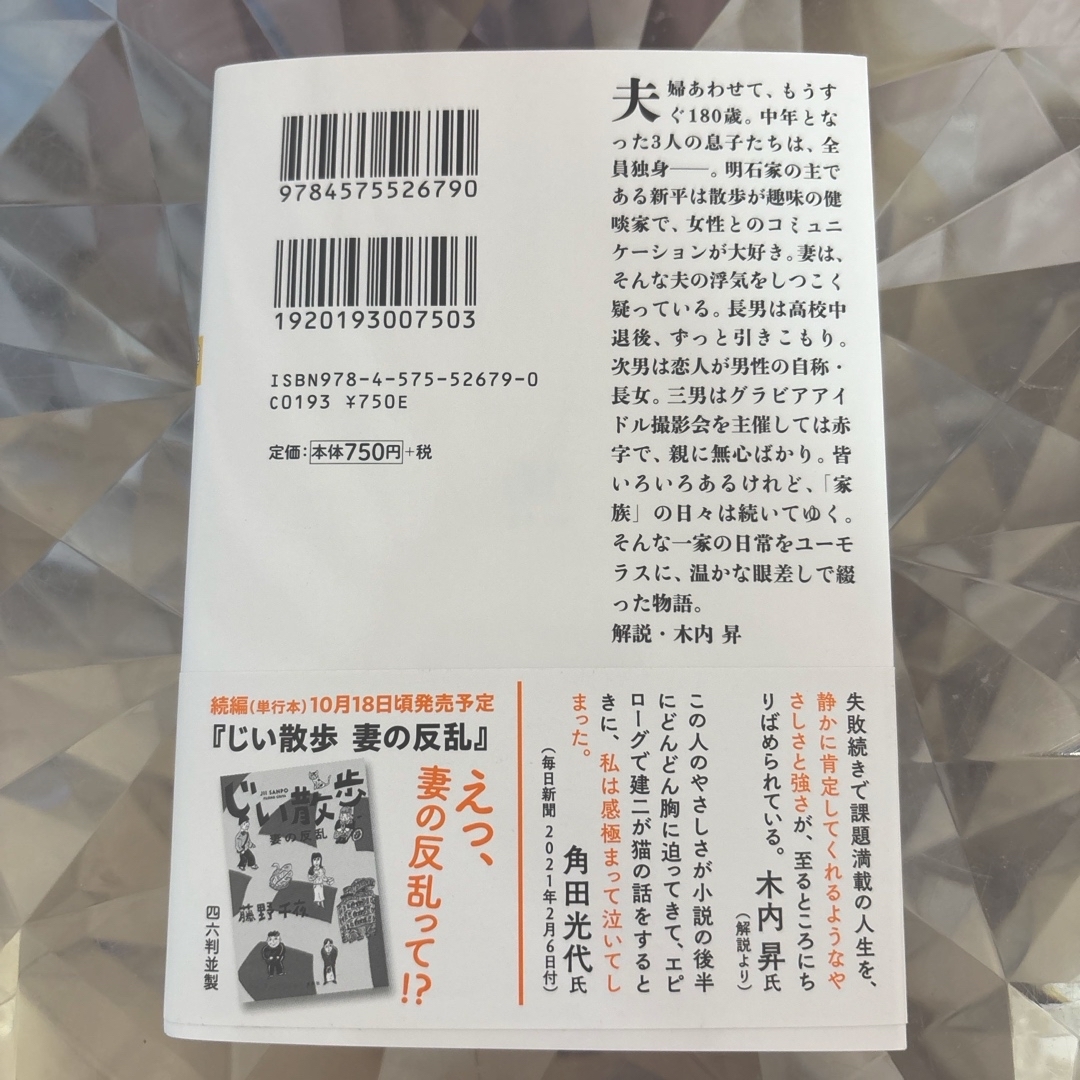 9784575526790
1920193007503
ISBN978-4-575-52679-0
C0193 ¥750E
定価：本体750円+税
夫婦あわせて、もうす
ぐ180歳。中年とな
った3人の息子たちは、全
員独身――。明石家の主で
ある新平は散歩が趣味の健
啖家で、女性とのコミュニ
ケーションが大好き。妻は、
そんな夫の浮気をしつこく
疑っている。長男は高校中
退後、ずっと引きこもり。
次男は恋人が男性の自称・
長女。三男はグラビアアイ
ドル撮影会を主催しては赤
字で、親に無心ばかり。皆
いろいろあるけれど、「家
族」の日々は続いてゆく。
そんな一家の日常をユーモ
ラスに、温かな眼差しで綴
った物語。
解説・木内 昇
失敗続きで課題満載の人生を、
静かに肯定してくれるようなや
さしさと強さが、至るところにち
りばめられている。
木内 昇氏
（解説より）
この人のやさしさが小説の後半
にどんどん胸に迫ってきて、エピ
ローグで建二が猫の話をすると
きに、私は感極まって泣いてし
まった。
角田光代氏
（毎日新聞 2021年2月6日付）
続編（単行本）10月18日頃発売予定
『じい散歩 妻の反乱』
えっ、
妻の反乱って!?
じい散歩
JII SAMPO
妻の反乱
藤野千夜
四六判並製